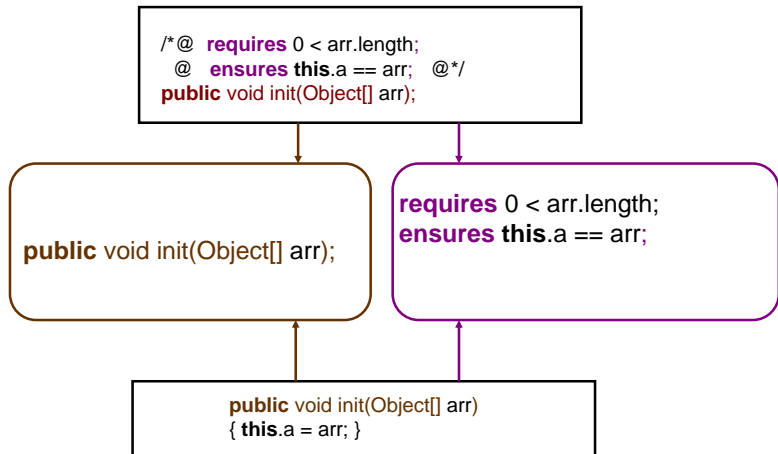 /*@ requires 0 < arr.length;
@ ensures this.a == arr; @*/
public void init(Object[] arr);
public void init(Object[] arr);
requires 0 < arr.length;
ensures this.a == arr;
public void init(Object[] arr)
{ this.a = arr; }